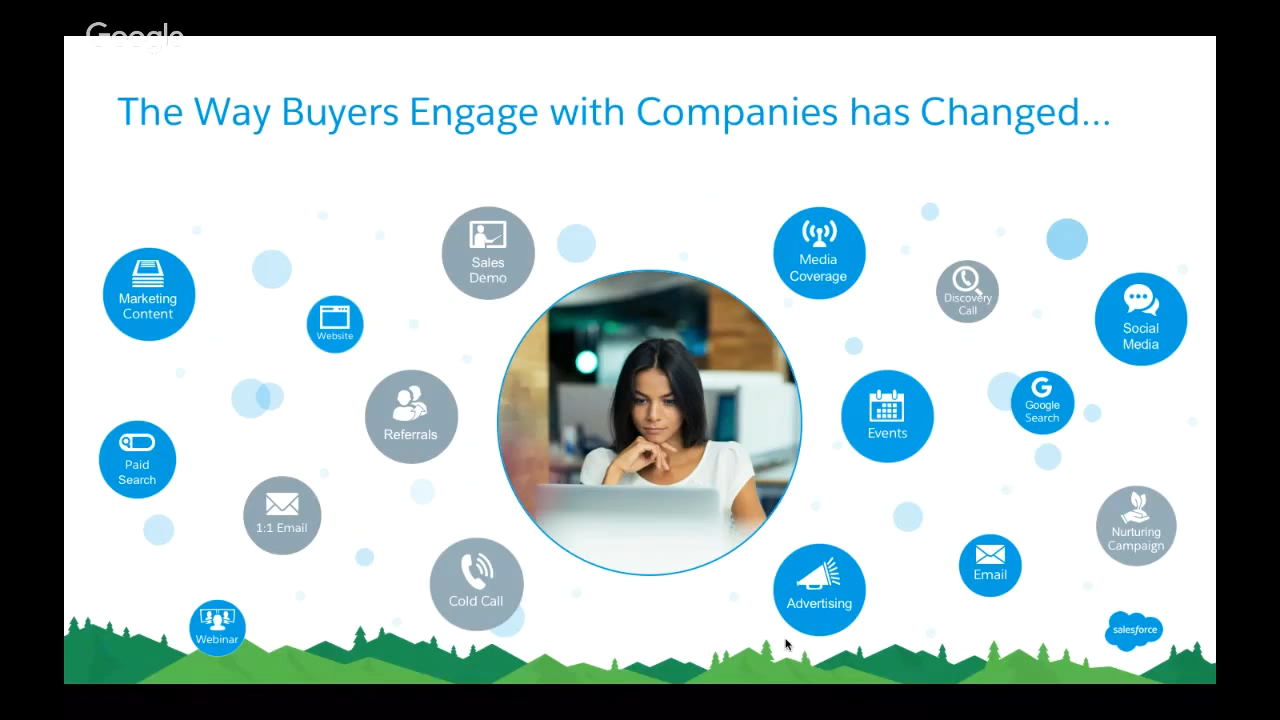 Google
The Way Buyers Engage with Companies has Changed...
Marketing
Content
Website
Sales
Demo
Media
Coverage
Discovery
Call
Social
Media
Referrals
Events
Google
Search
Paid
Search
1:1 Email
Cold Call
Webinar
Advertising
Email
Nurturing
Campaign
salesforce